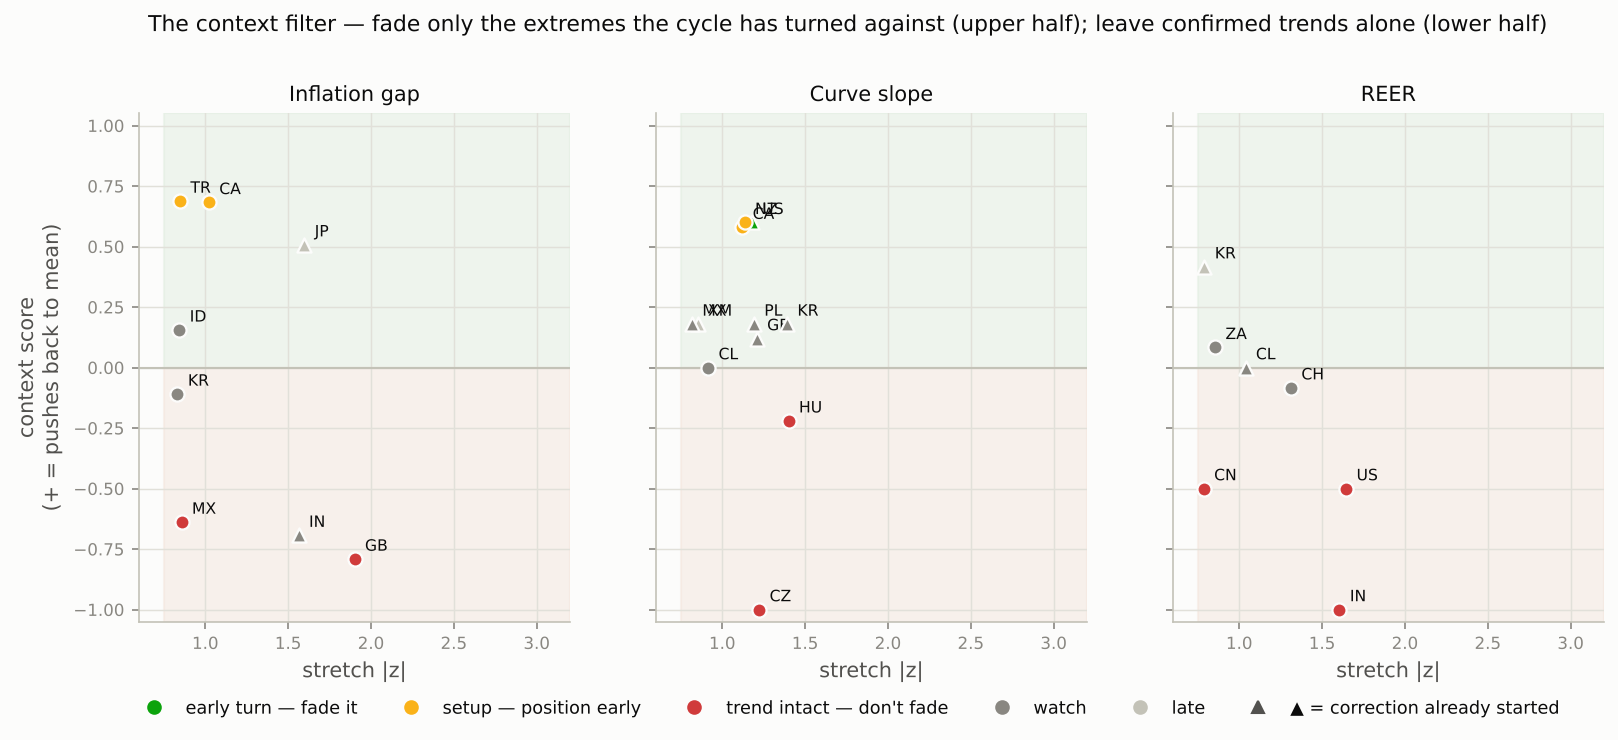 The context filter — fade only the extremes the cycle has turned against (upper half); leave confirmed trends alone (lower half)
Inflation gap
Curve slope
REER
context score
(+ = pushes back to mean)
1.00
0.75
0.50
0.25
0.00
−0.25
−0.50
−0.75
−1.00
TR
CA
JP
ID
KR
MX
IN
GB
CA
PL
KR
CL
HU
CZ
KR
ZA
CL
CH
CN
US
IN
1.0 1.5 2.0 2.5 3.0
1.0 1.5 2.0 2.5 3.0
1.0 1.5 2.0 2.5 3.0
stretch |z|
stretch |z|
stretch |z|
early turn — fade it
setup — position early
trend intact — don't fade
watch
late
▲ = correction already started